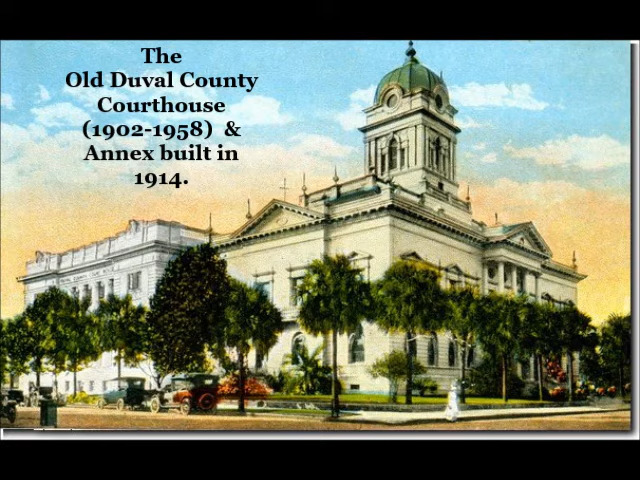 The
Old Duval County
Courthouse
(1902-1958) &
Annex built in
1914.